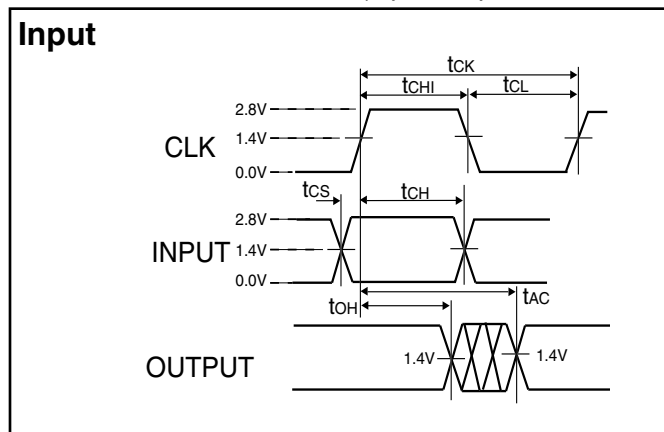 Input
tCK
tCHI
tCL
2.8V
1.4V
0.0V
CLK
tCS
tCH
2.8V
1.4V
0.0V
INPUT
tAC
tOH
1.4V
1.4V
OUTPUT